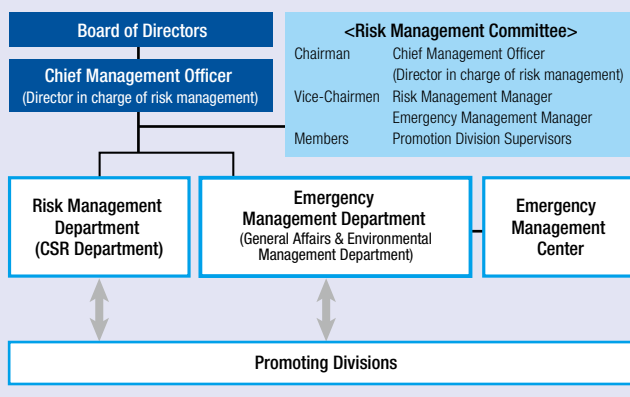 Board of Directors
Chief Management Officer
(Director in charge of risk management)
<Risk Management Committee>
Chairman Chief Management Officer
(Director in charge of risk management)
Vice-Chairmen Risk Management Manager
Emergency Management Manager
Members Promotion Division Supervisors
Risk Management
Department
(CSR Department)
Emergency
Management Department
(General Affairs & Environmental
Management Department)
Emergency
Management
Center
Promoting Divisions